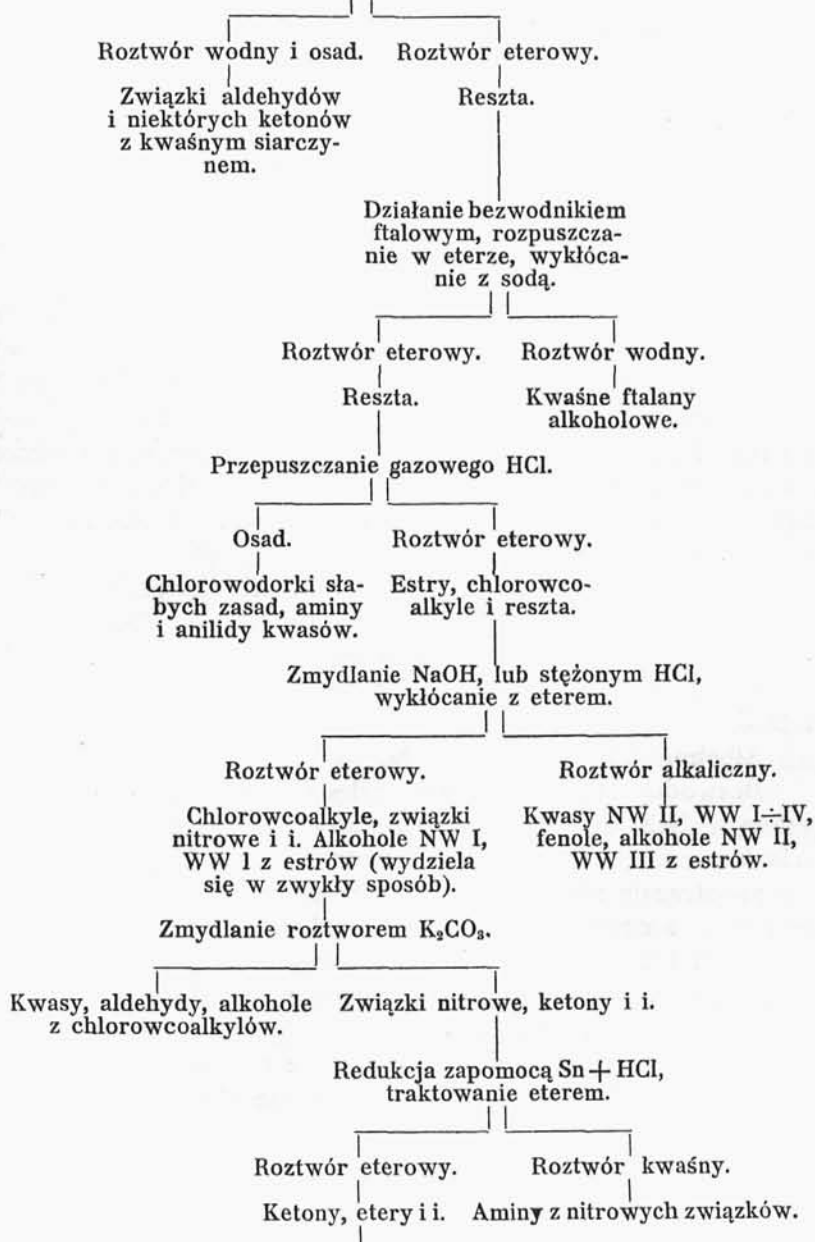 Roztwór wodny i osad. Roztwór eterowy.
Związki aldehydów
i niektórych ketonów
z kwaśnym siarczy-
nem.
Reszta.
Działanie bezwodnikiem
ftalowym, rozpuszcza-
nie w eterze, wykłóca-
nie z sodą.
Roztwór eterowy. Roztwór wodny.
Reszta.
Kwaśne ftalany
alkoholowe.
Przepuszczanie gazowego HCl.
Osad. Roztwór eterowy.
Chlorowodorki sła-
bych zasad, aminy
i anilidy kwasów.
Estry, chlorowco-
alkyle i reszta.
Zmydlanie NaOH, lub stężonym HCl,
wykłócanie z eterem.
Roztwór eterowy. Roztwór alkaliczny.
Chlorowcoalkyle, związki
nitrowe i i. Alkohole NW I,
WW 1 z estrów (wydziela
się w zwykły sposób).
Kwasy NW II, WW I÷IV,
fenole, alkohole NW II,
WW III z estrów.
Zmydlanie roztworem K₂CO₃.
Kwasy, aldehydy, alkohole
z chlorowcoalkylów.
Związki nitrowe, ketony i i.
Redukcja zapomocą Sn + HCl,
traktowanie eterem.
Roztwór eterowy. Roztwór kwaśny.
Ketony, etery i i. Aminy z nitrowych związków.